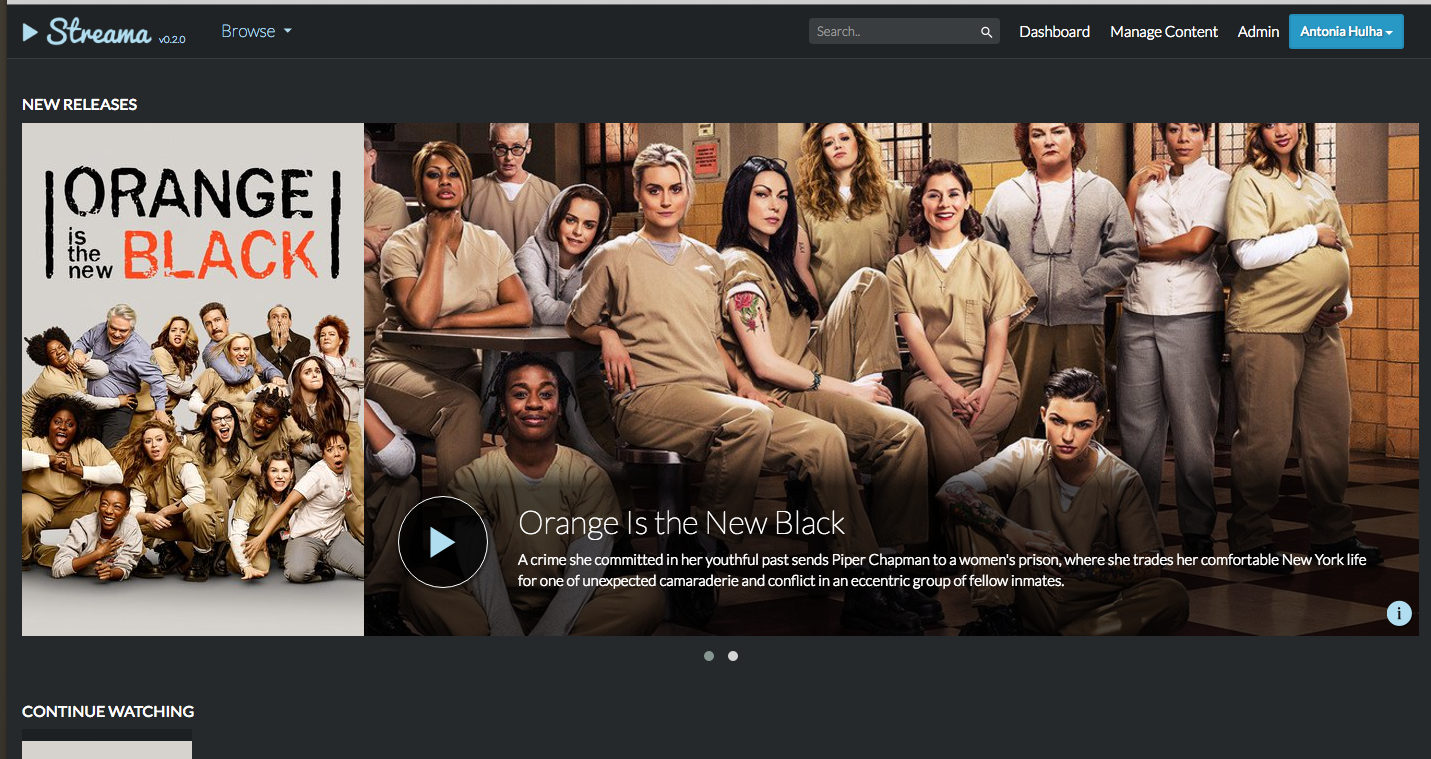 Streama v0.2.0
Browse
Search..
Dashboard
Manage Content
Admin
Antonia Hulha
NEW RELEASES
ORANGE
is
the
new
BLACK
Orange Is the New Black
A crime she committed in her youthful past sends Piper Chapman to a women's prison, where she trades her comfortable New York life
for one of unexpected camaraderie and conflict in an eccentric group of fellow inmates.
i
CONTINUE WATCHING